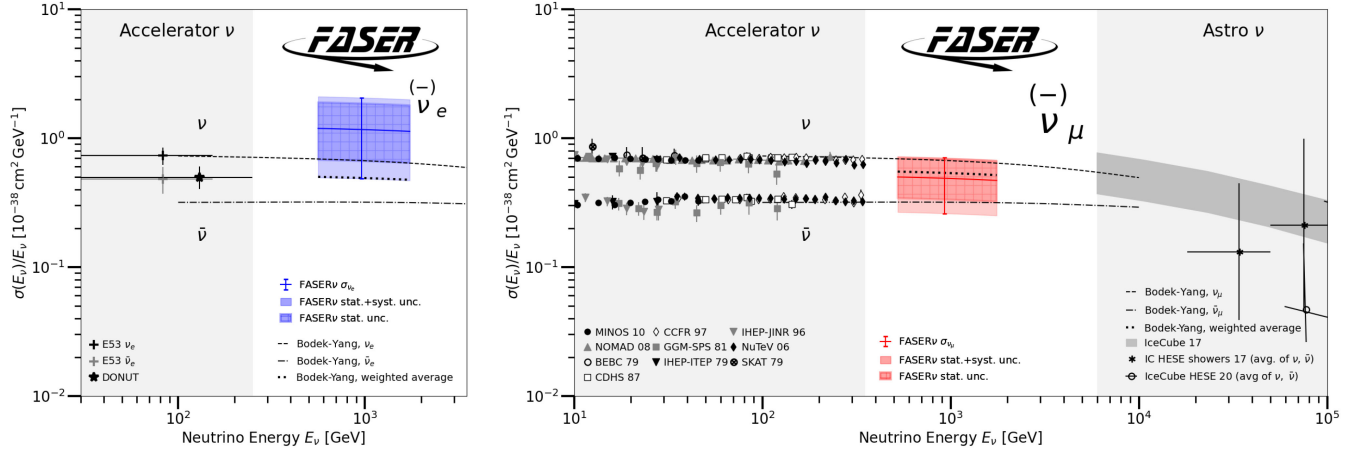 Accelerator ν
FASER
(−)
ν e
ν
ν̄
σ(Eν)/Eν [10⁻³⁸ cm² GeV⁻¹]
10¹
10⁰
10⁻¹
10⁻²
FASERν σνe
FASERν stat.+syst. unc.
FASERν stat. unc.
Bodek-Yang, νe
Bodek-Yang, ν̄e
Bodek-Yang, weighted average
E53 νe
E53 ν̄e
DONUT
10²
10³
Neutrino Energy Eν [GeV]
Accelerator ν
FASER
Astro ν
(−)
ν μ
ν
ν̄
σ(Eν)/Eν [10⁻³⁸ cm² GeV⁻¹]
10¹
10⁰
10⁻¹
10⁻²
MINOS 10
NOMAD 08
BEBC 79
CDHS 87
CCFR 97
GGM-SPS 81
IHEP-ITEP 79
IHEP-JINR 96
NuTeV 06
SKAT 79
FASERν σνμ
FASERν stat.+syst. unc.
FASERν stat. unc.
Bodek-Yang, νμ
Bodek-Yang, ν̄μ
Bodek-Yang, weighted average
IceCube 17
IC HESE showers 17 (avg. of ν, ν̄)
IceCube HESE 20 (avg of ν, ν̄)
10¹
10²
10³
10⁴
10⁵
Neutrino Energy Eν [GeV]